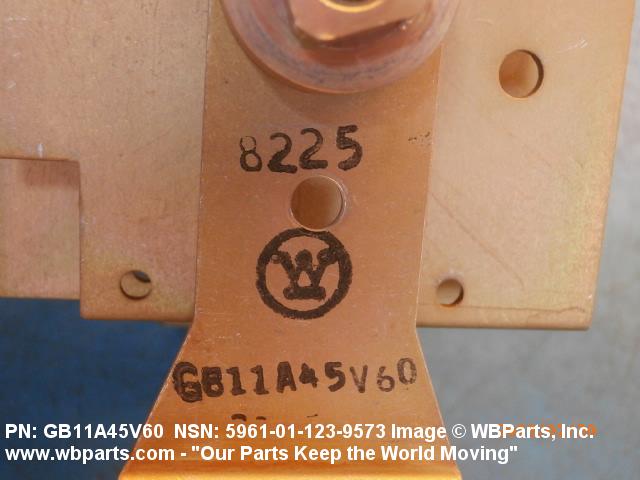 8225
W
GB11A45V60
PN: GB11A45V60 NSN: 5961-01-123-9573 Image © WBParts, Inc.
www.wbparts.com - "Our Parts Keep the World Moving"